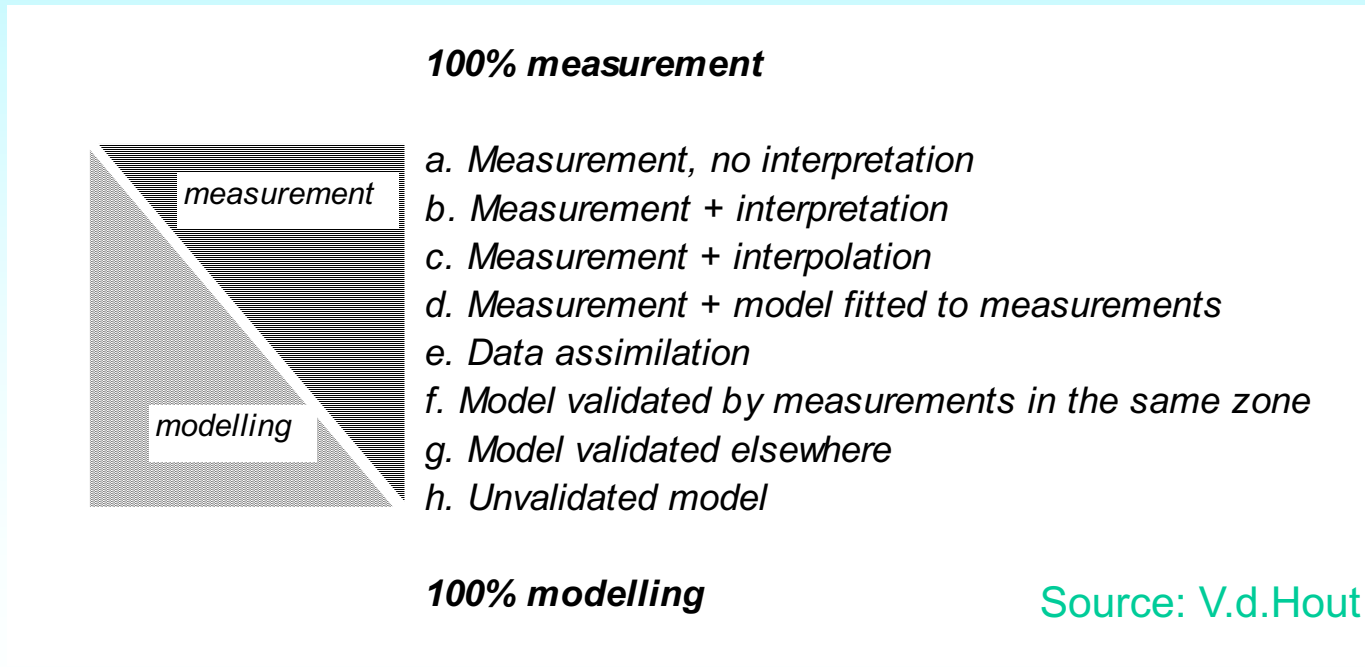 100% measurement
measurement
a. Measurement, no interpretation
b. Measurement + interpretation
c. Measurement + interpolation
d. Measurement + model fitted to measurements
e. Data assimilation
f. Model validated by measurements in the same zone
modelling
g. Model validated elsewhere
h. Unvalidated model
100% modelling
Source: V.d.Hout